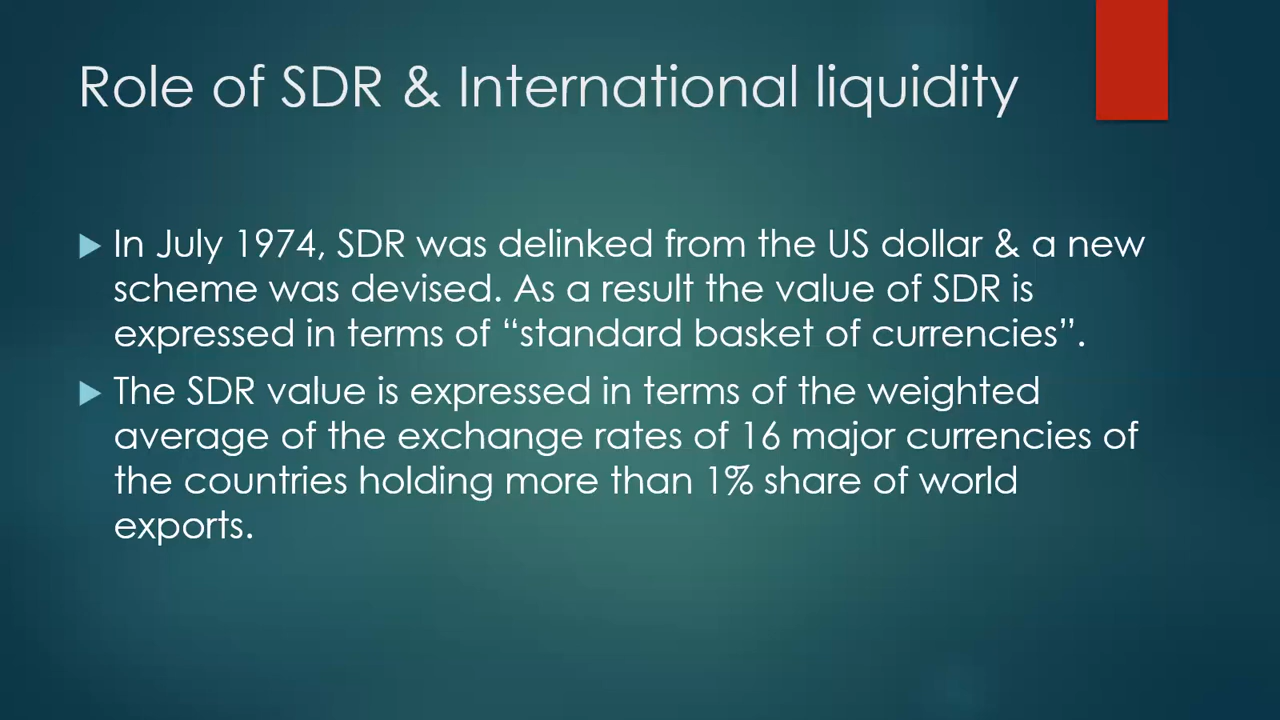 Role of SDR & International liquidity
In July 1974, SDR was delinked from the US dollar & a new
scheme was devised. As a result the value of SDR is
expressed in terms of “standard basket of currencies”.
The SDR value is expressed in terms of the weighted
average of the exchange rates of 16 major currencies of
the countries holding more than 1% share of world
exports.